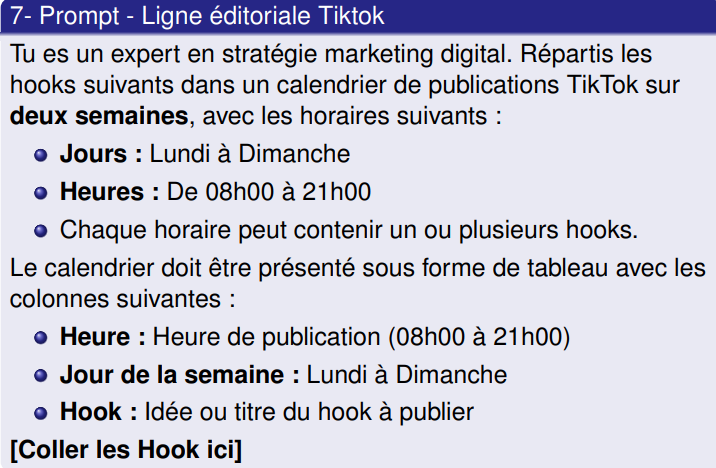 7- Prompt - Ligne éditoriale Tiktok
Tu es un expert en stratégie marketing digital. Répartis les
hooks suivants dans un calendrier de publications TikTok sur
deux semaines, avec les horaires suivants :
Jours : Lundi à Dimanche
Heures : De 08h00 à 21h00
Chaque horaire peut contenir un ou plusieurs hooks.
Le calendrier doit être présenté sous forme de tableau avec les
colonnes suivantes :
Heure : Heure de publication (08h00 à 21h00)
Jour de la semaine : Lundi à Dimanche
Hook : Idée ou titre du hook à publier
[Coller les Hook ici]